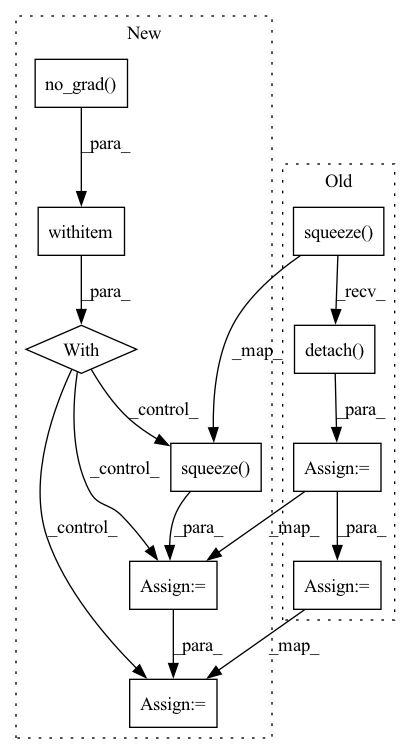 New
no_grad()
_para_
Old
withitem
squeeze()
_para_
_recv_
With
detach()
_map_
_control_
_para_
squeeze()
Assign:=
_control_
_control_
_para_
_map_
_para_
Assign:=
Assign:=
_para_
_map_
Assign:=